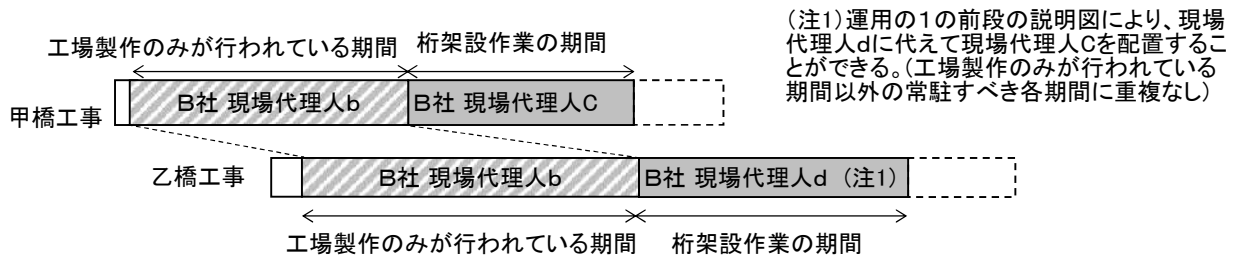 (注1)運用の1の前段の説明図により、現場
代理人dに代えて現場代理人Cを配置するこ
とができる。(工場製作のみが行われている
期間以外の常駐すべき各期間に重複なし)
工場製作のみが行われている期間 桁架設作業の期間
甲橋工事 B社 現場代理人b B社 現場代理人C
乙橋工事 B社 現場代理人b B社 現場代理人d (注1)
工場製作のみが行われている期間 桁架設作業の期間